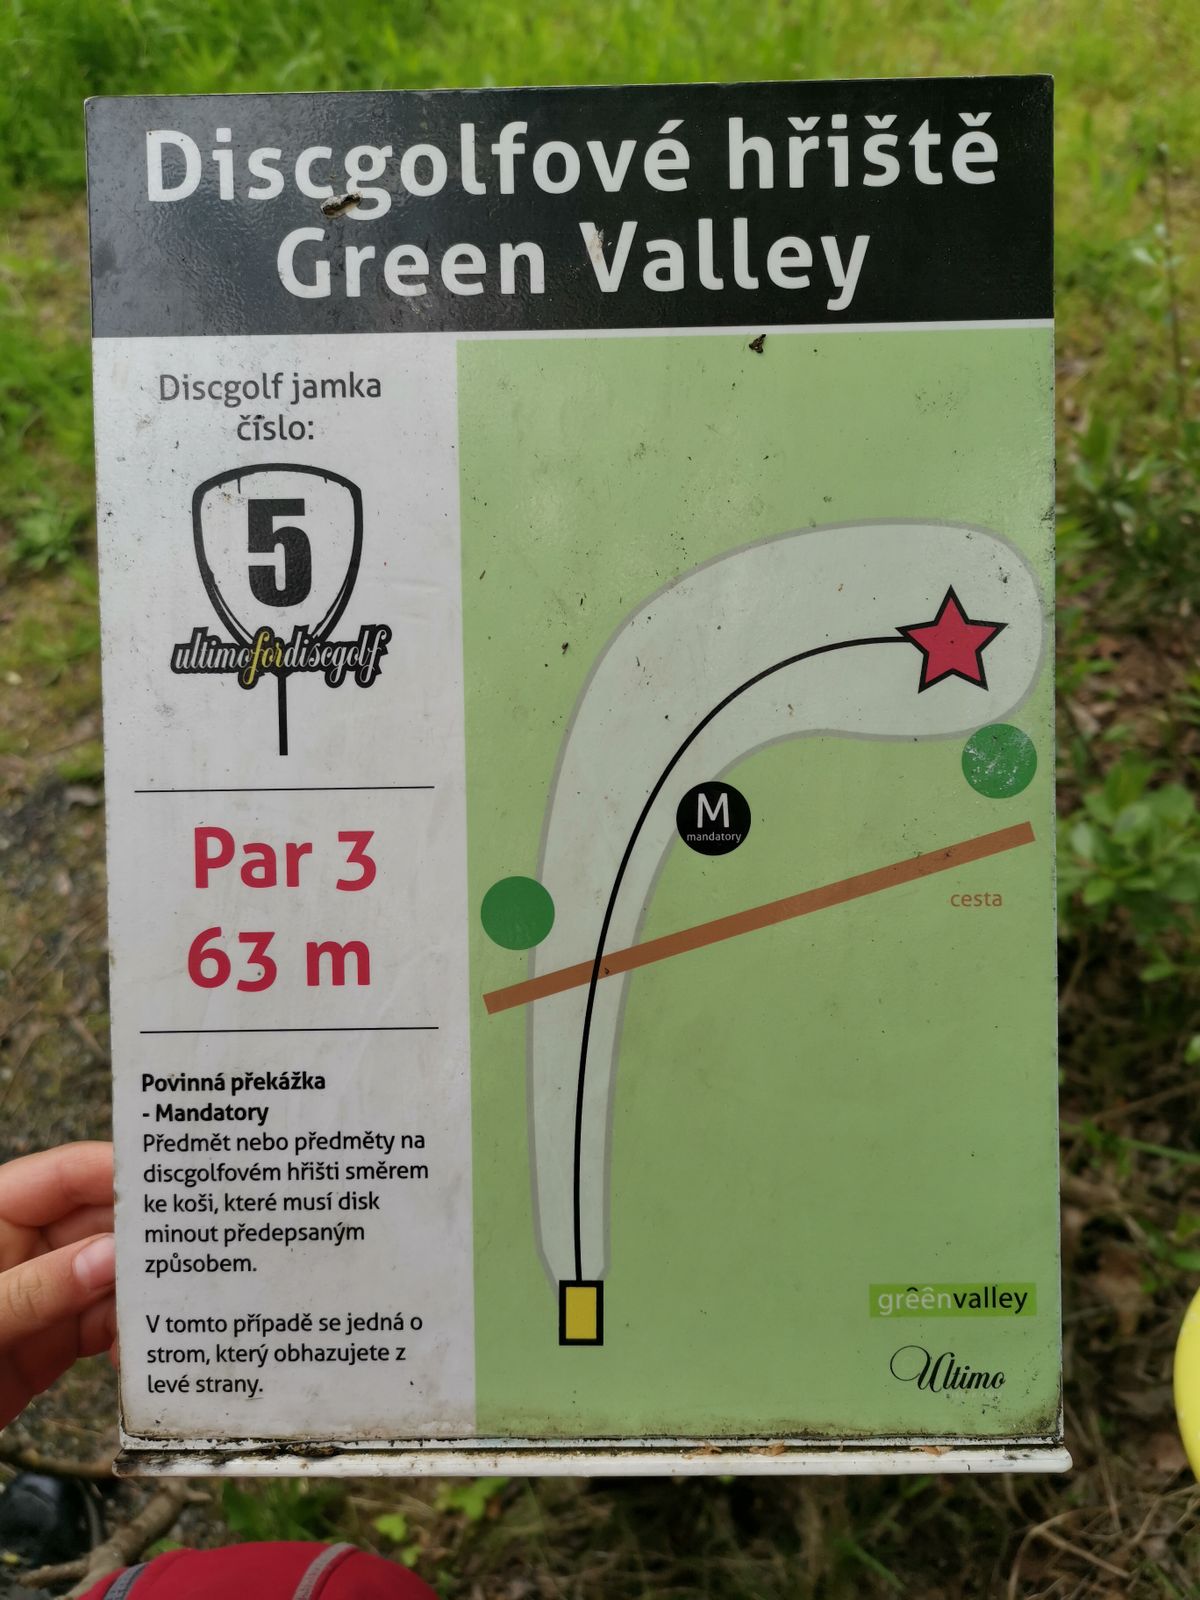 Discgolfové hřiště
Green Valley
Discgolf jamka
číslo:
5
ultimofordiscgolf
Par 3
63 m
Povinná překážka
- Mandatory
Předmět nebo předměty na
discgolfovém hřišti směrem
ke koši, které musí disk
minout předepsaným
způsobem.
V tomto případě se jedná o
strom, který obhazujete z
levé strany.
M
mandatory
cesta
grêênvalley
Ultimo